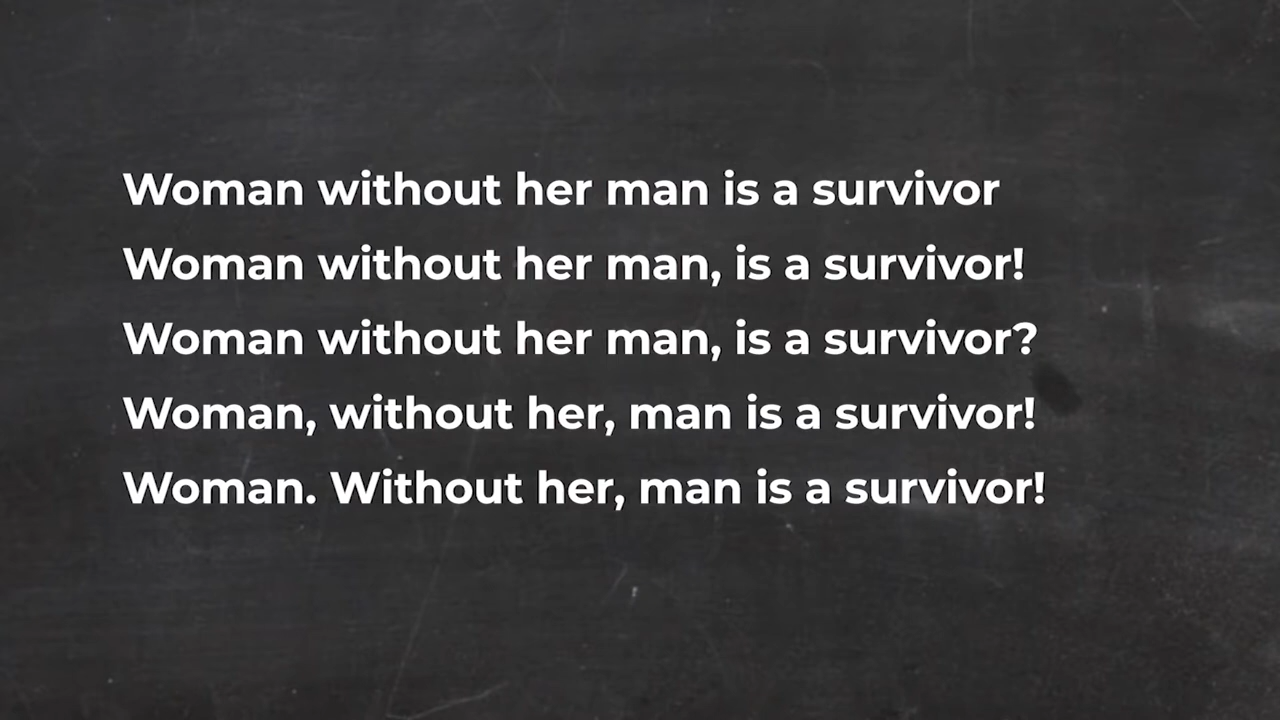 Woman without her man is a survivor
Woman without her man, is a survivor!
Woman without her man, is a survivor?
Woman, without her, man is a survivor!
Woman. Without her, man is a survivor!